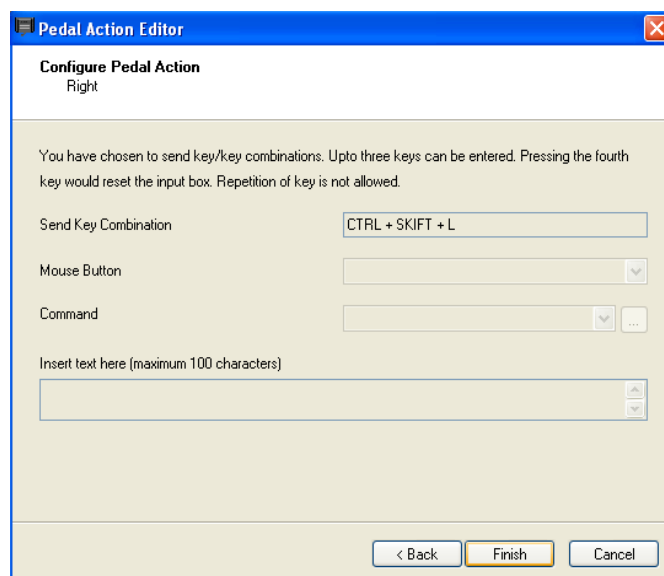 Pedal Action Editor
Configure Pedal Action
Right
You have chosen to send key/key combinations. Upto three keys can be entered. Pressing the fourth
key would reset the input box. Repetition of key is not allowed.
Send Key Combination
CTRL + SKIFT + L
Mouse Button
Command
...
Insert text here (maximum 100 characters)
< Back
Finish
Cancel